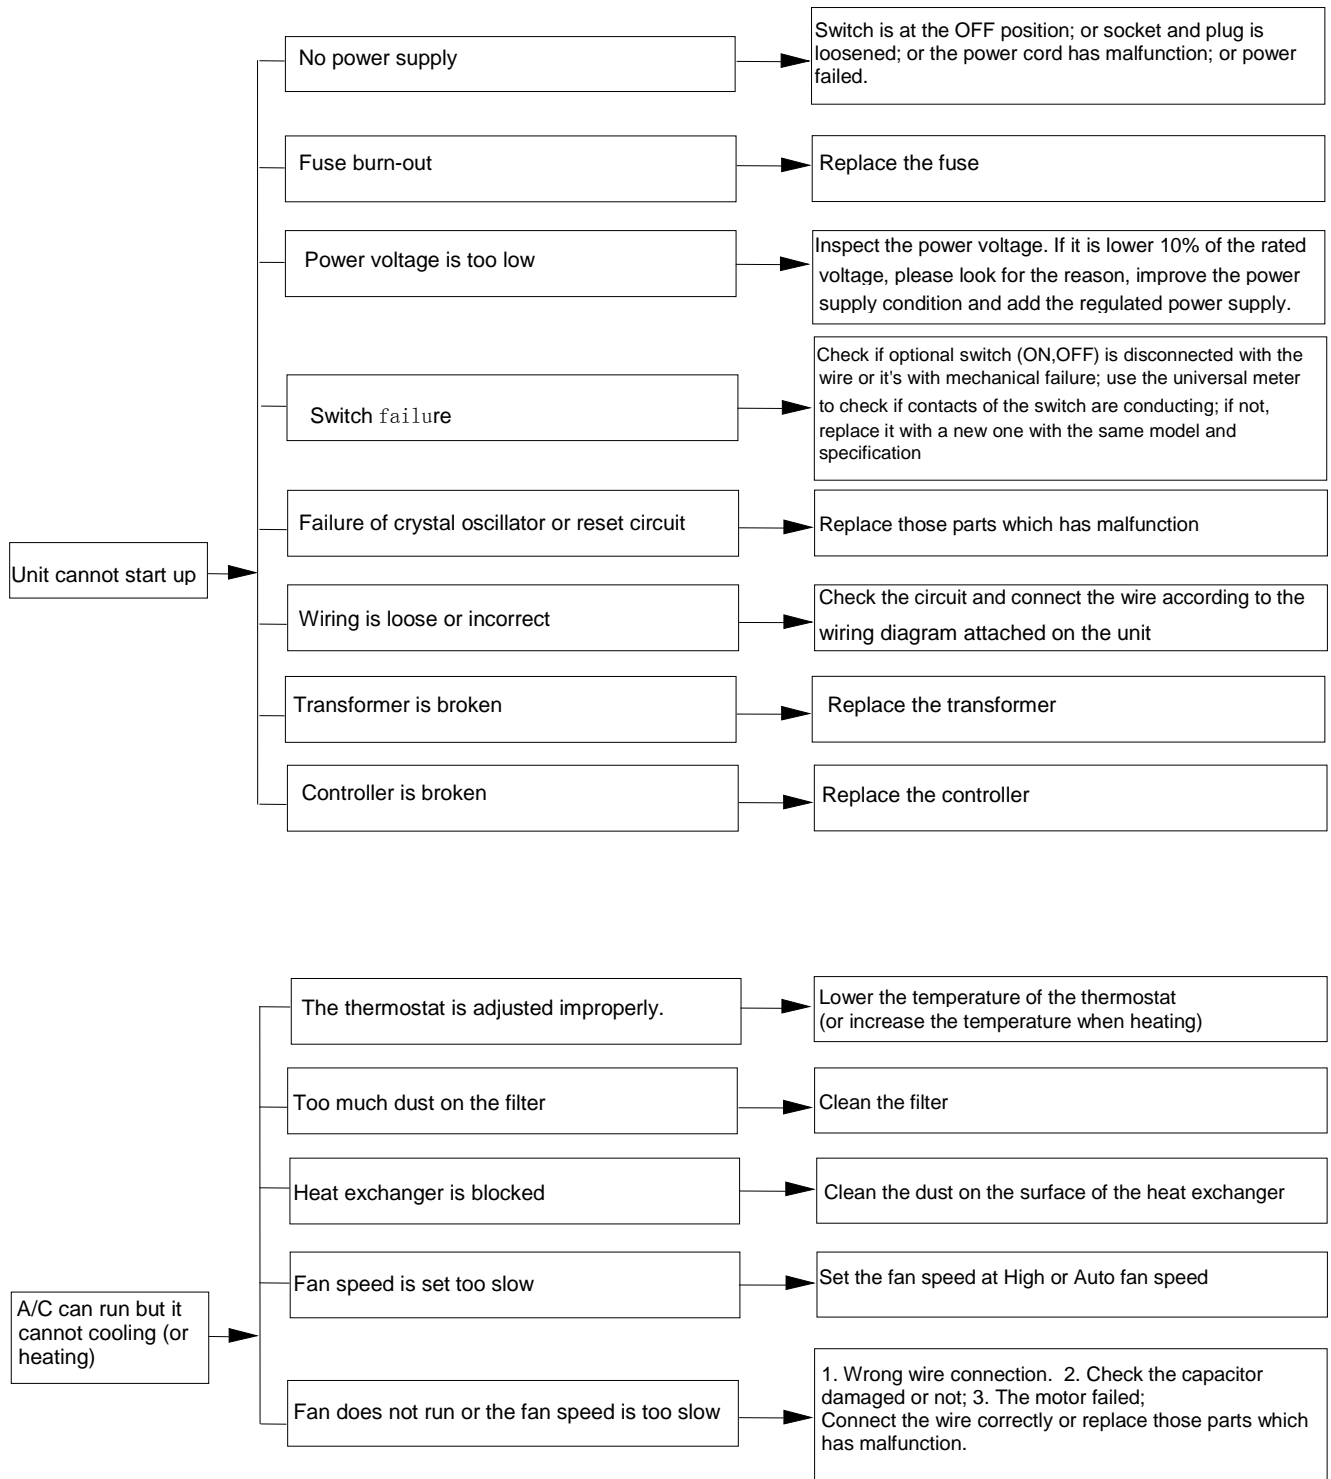 No power supply
Switch is at the OFF position; or socket and plug is
loosened; or the power cord has malfunction; or power
failed.
Fuse burn-out
Replace the fuse
Power voltage is too low
Inspect the power voltage. If it is lower 10% of the rated
voltage, please look for the reason, improve the power
supply condition and add the regulated power supply.
Switch failure
Check if optional switch (ON,OFF) is disconnected with the
wire or it's with mechanical failure; use the universal meter
to check if contacts of the switch are conducting; if not,
replace it with a new one with the same model and
specification
Failure of crystal oscillator or reset circuit
Replace those parts which has malfunction
Unit cannot start up
Wiring is loose or incorrect
Check the circuit and connect the wire according to the
wiring diagram attached on the unit
Transformer is broken
Replace the transformer
Controller is broken
Replace the controller
The thermostat is adjusted improperly.
Lower the temperature of the thermostat
(or increase the temperature when heating)
Too much dust on the filter
Clean the filter
Heat exchanger is blocked
Clean the dust on the surface of the heat exchanger
Fan speed is set too slow
Set the fan speed at High or Auto fan speed
A/C can run but it
cannot cooling (or
heating)
Fan does not run or the fan speed is too slow
1. Wrong wire connection.  2. Check the capacitor
damaged or not; 3. The motor failed;
Connect the wire correctly or replace those parts which
has malfunction.